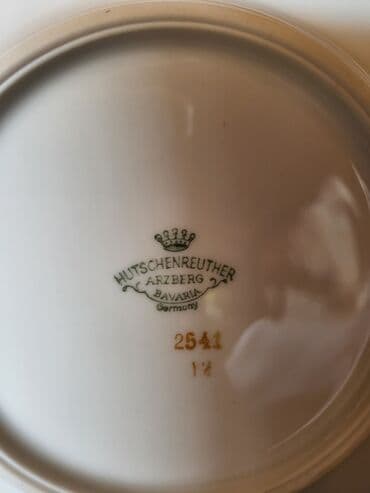 HUTSCHENREUTHER
ARZBERG
BAVARIA
Germany
2541
12